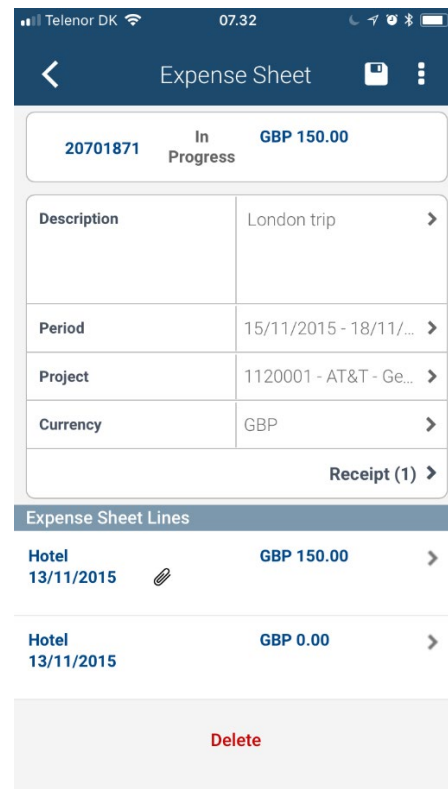 Telenor DK 07.32
Expense Sheet
20701871 In Progress GBP 150.00
Description London trip
Period 15/11/2015 - 18/11/...
Project 1120001 - AT&T - Ge...
Currency GBP
Receipt (1)
Expense Sheet Lines
Hotel GBP 150.00
13/11/2015
Hotel GBP 0.00
13/11/2015
Delete